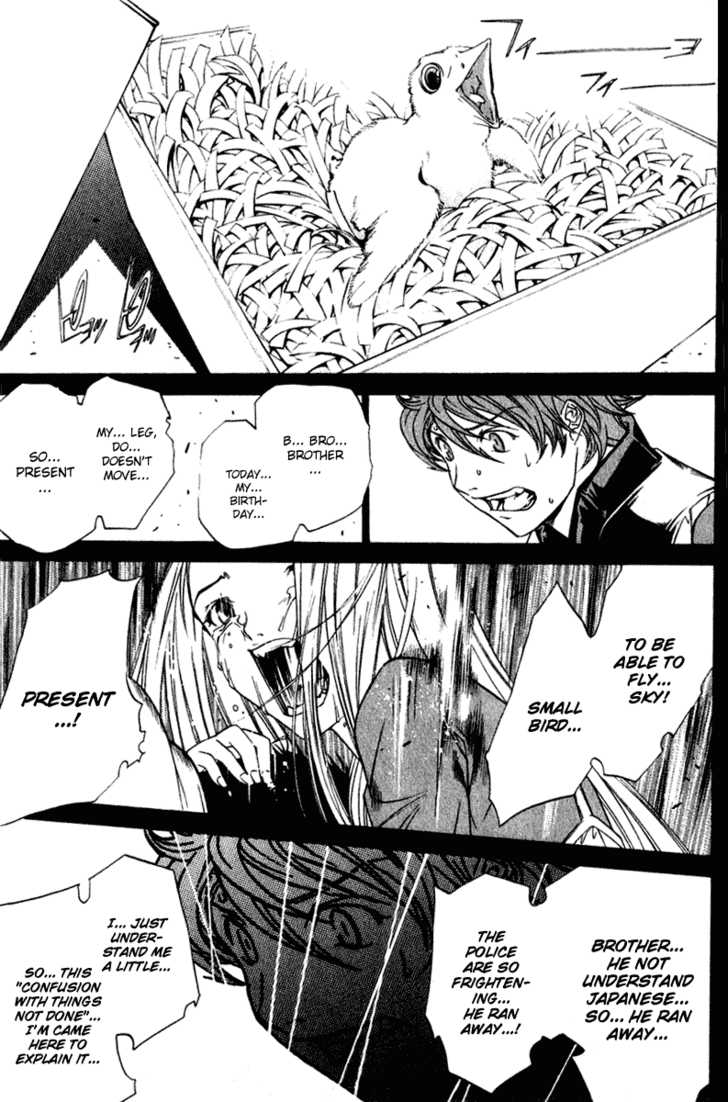 B... BRO...
BROTHER
...
TODAY...
MY...
BIRTH-
DAY...
MY... LEG,
DO...
DOESN'T
MOVE...
SO...
PRESENT
...
TO BE
ABLE TO
FLY...
SKY!
SMALL
BIRD...
PRESENT
...!
BROTHER...
HE NOT
UNDERSTAND
JAPANESE...
SO... HE RAN
AWAY...
THE
POLICE
ARE SO
FRIGHTEN-
ING...
HE RAN
AWAY...!
I... JUST
UNDER-
STAND ME
A LITTLE...
SO... THIS
"CONFUSION
WITH THINGS
NOT DONE"...
I'M CAME
HERE TO
EXPLAIN IT...